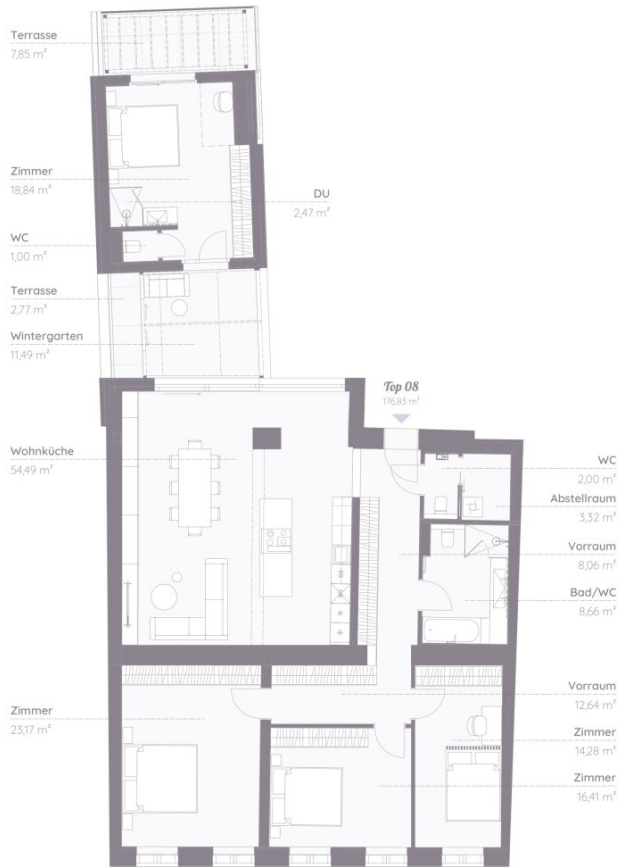 Terrasse
7,85 m²
Zimmer
18,84 m²
DU
2,47 m²
WC
1,00 m²
Terrasse
2,77 m²
Wintergarten
11,49 m²
Top 08
176,83 m²
Wohnküche
54,49 m²
WC
2,00 m²
Abstellraum
3,32 m²
Vorraum
8,06 m²
Bad/WC
8,66 m²
Vorraum
12,64 m²
Zimmer
23,17 m²
Zimmer
14,28 m²
Zimmer
16,41 m²